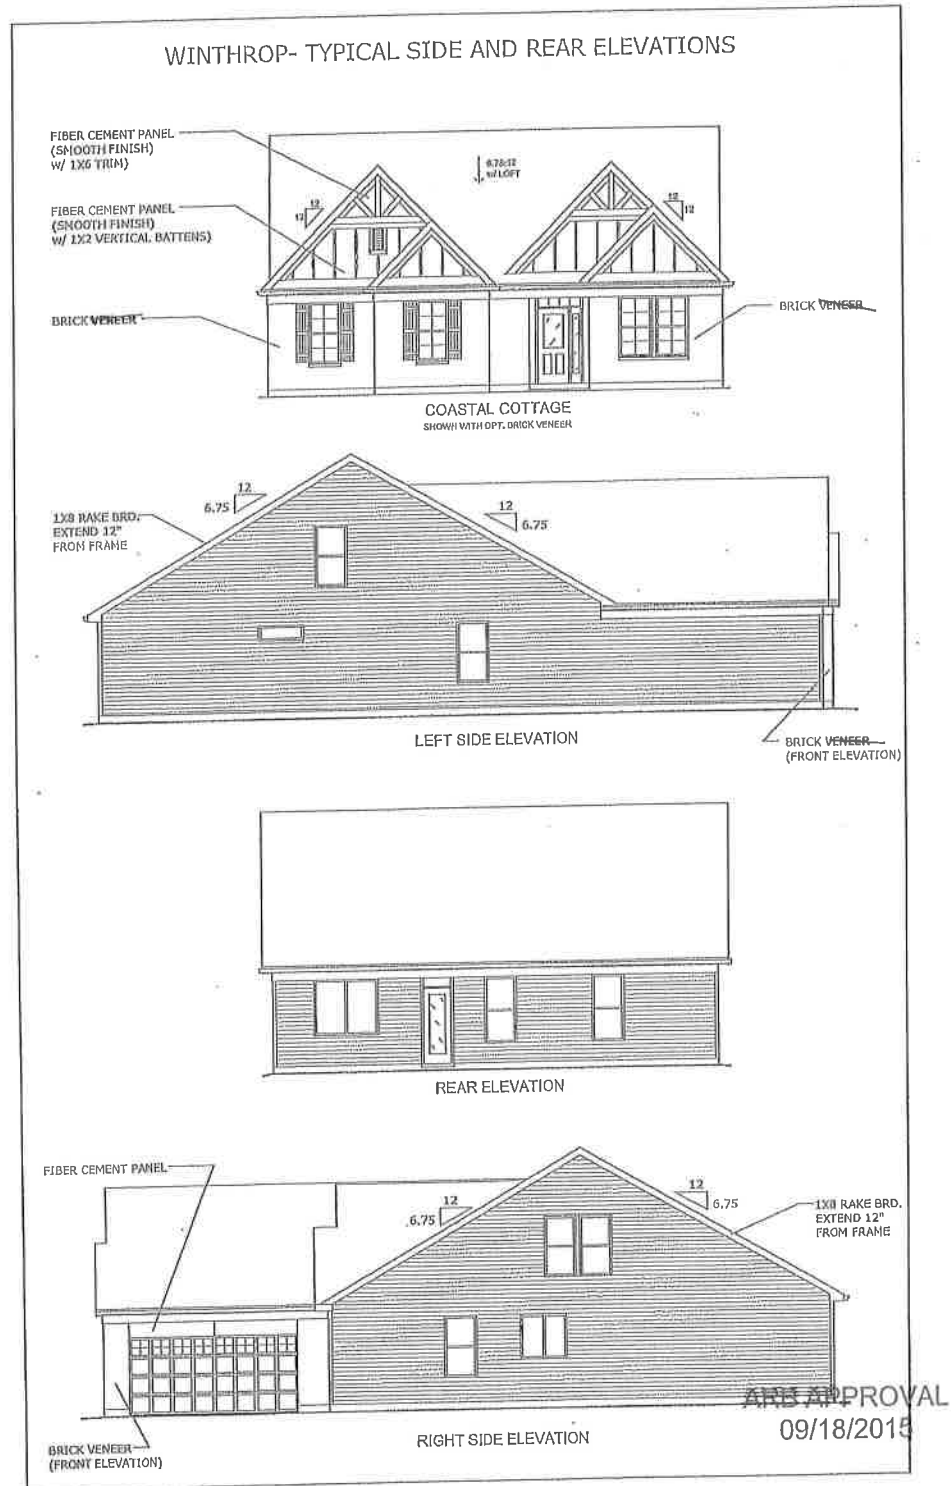 WINTHROP- TYPICAL SIDE AND REAR ELEVATIONS
FIBER CEMENT PANEL
(SMOOTH FINISH)
w/ 1X6 TRIM)
6.75:12
w/ LOFT
12
12
12
12
FIBER CEMENT PANEL
(SMOOTH FINISH)
w/ 1X2 VERTICAL BATTENS)
BRICK VENEER
BRICK VENEER
COASTAL COTTAGE
SHOWN WITH OPT. BRICK VENEER
12
6.75
12
6.75
1X8 RAKE BRD.
EXTEND 12"
FROM FRAME
LEFT SIDE ELEVATION
BRICK VENEER
(FRONT ELEVATION)
REAR ELEVATION
FIBER CEMENT PANEL
12
6.75
12
6.75
1X8 RAKE BRD.
EXTEND 12"
FROM FRAME
ARB APPROVAL
09/18/2015
RIGHT SIDE ELEVATION
BRICK VENEER
(FRONT ELEVATION)